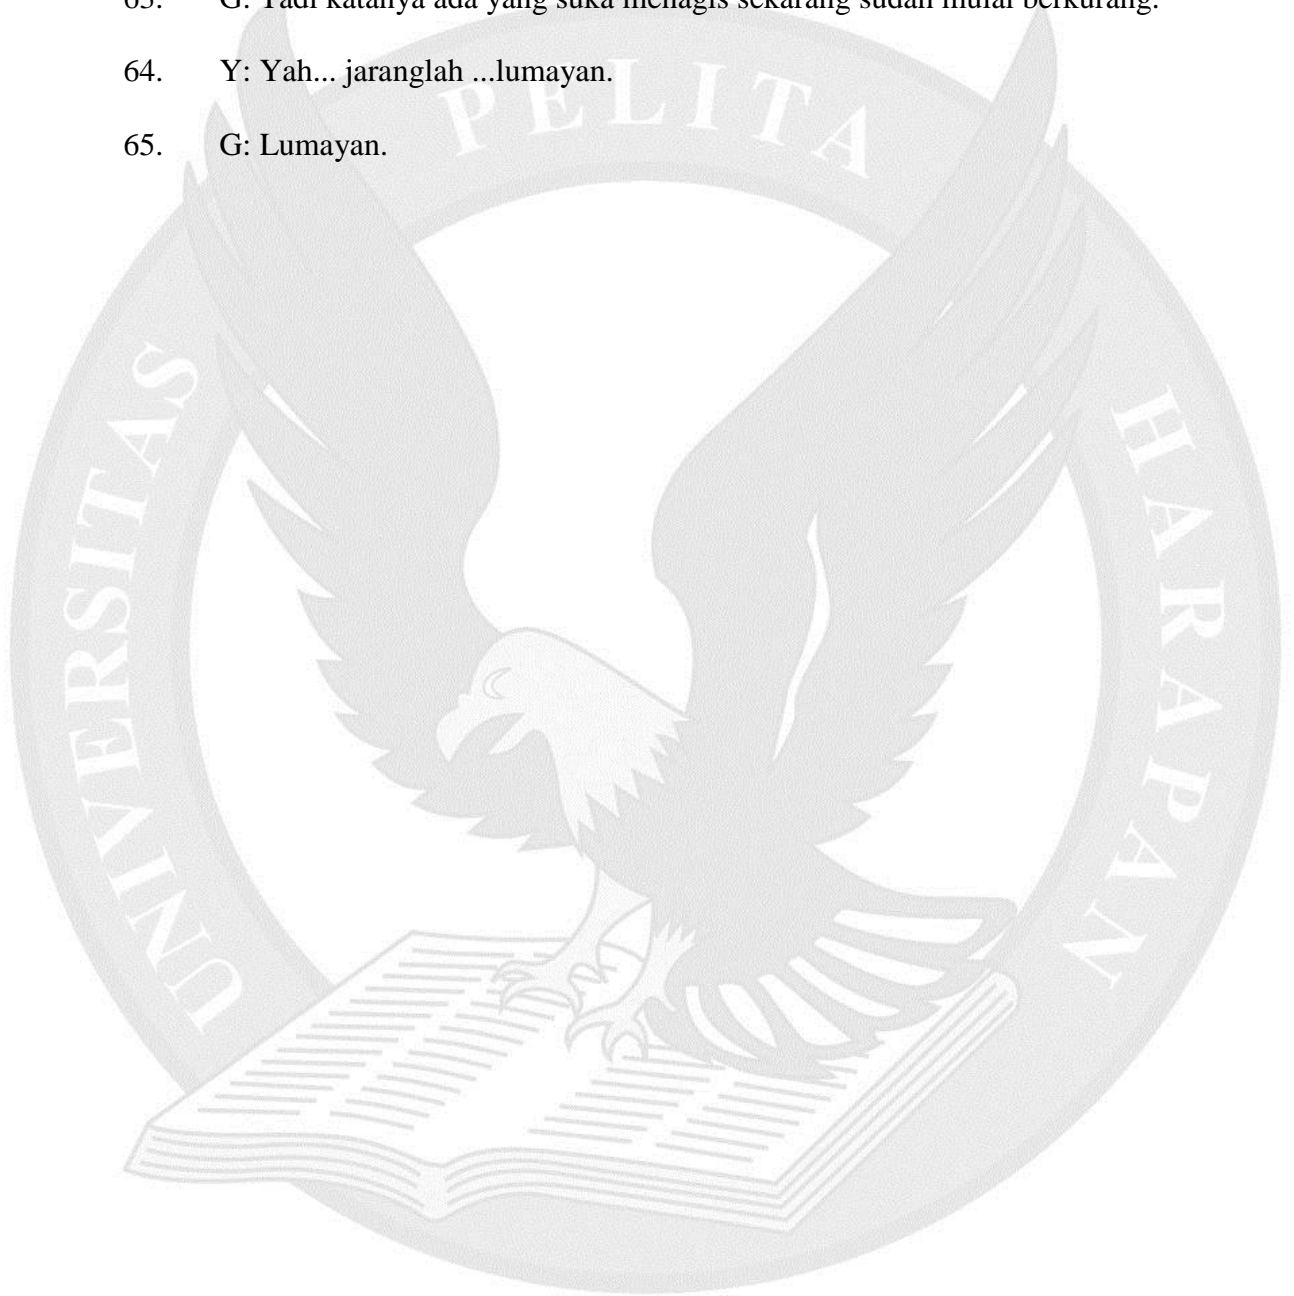 63. G: Tadi katanya ada yang suka menagis sekarang sudah mulai berkurang.
64. Y: Yah... jaranglah ...lumayan.
65. G: Lumayan.
UNIVERSITAS PELITA HARAPAN